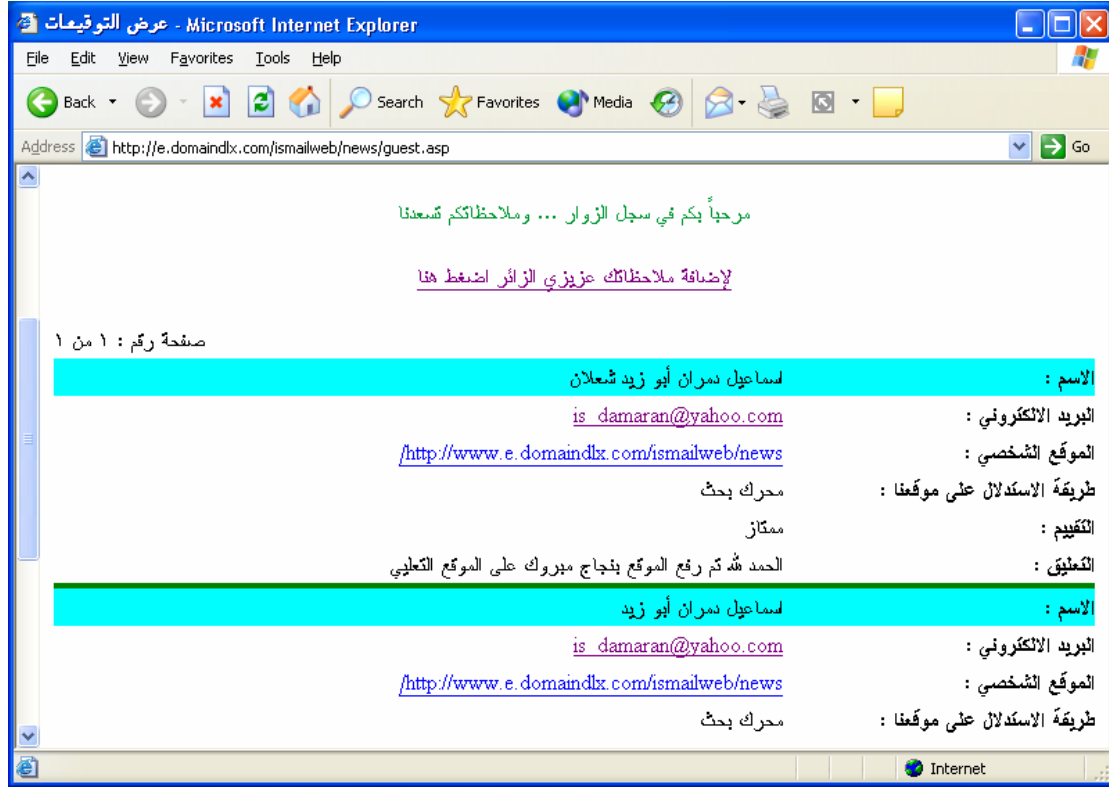 عرض التوقيعات - Microsoft Internet Explorer
File Edit View Favorites Tools Help
Back Search Favorites Media
Address http://e.domaindlx.com/ismailweb/news/guest.asp Go
مرحباً بكم في سجل الزوار ... وملاحظاتكم تسعدنا
لإضافة ملاحظاتك عزيزي الزائر اضغط هنا
صفحة رقم : ١ من ١
الاسم : اسماعيل دمران أبو زيد شعلان
البريد الالكتروني : is_damaran@yahoo.com
الموقع الشخصي : http://www.e.domaindlx.com/ismailweb/news/
طريقة الاستدلال على موقعنا : محرك بحث
التقييم : ممتاز
التعليق : الحمد لله تم رفع الموقع بنجاح مبروك على الموقع التعليي
الاسم : اسماعيل دمران أبو زيد
البريد الالكتروني : is_damaran@yahoo.com
الموقع الشخصي : http://www.e.domaindlx.com/ismailweb/news/
طريقة الاستدلال على موقعنا : محرك بحث
Internet